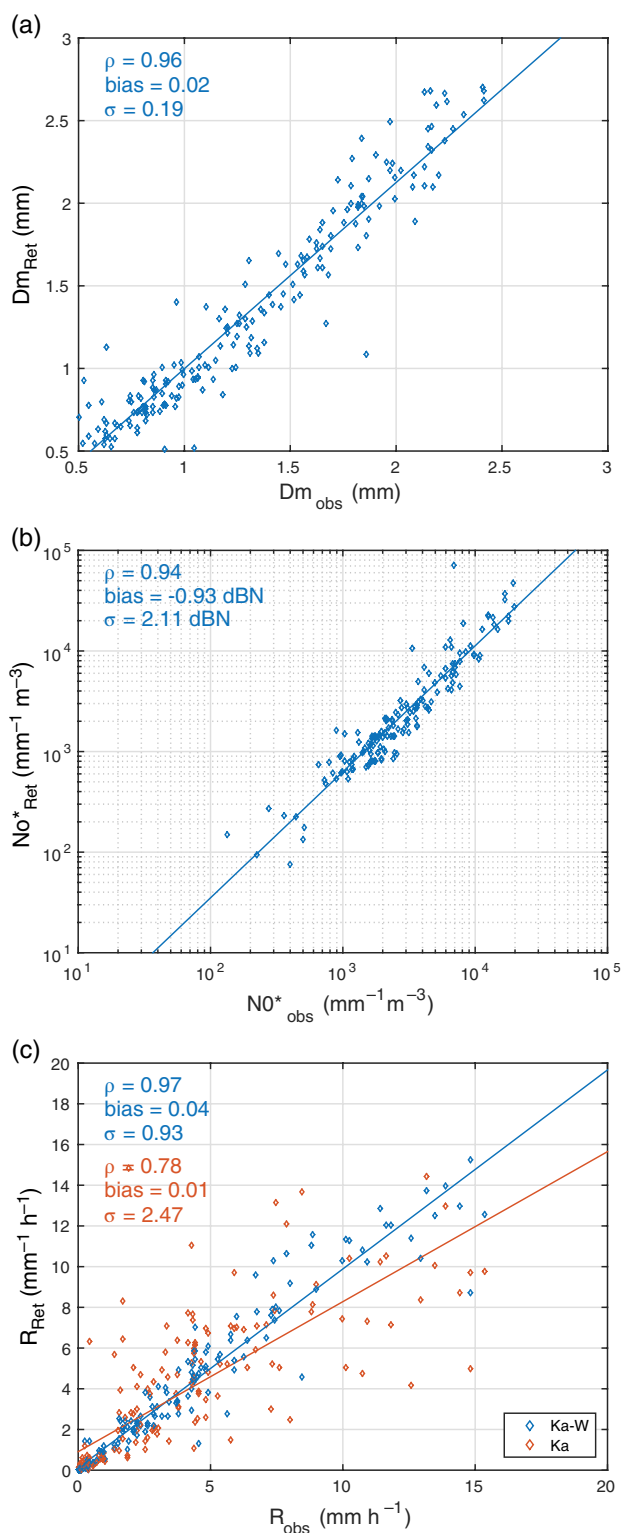 (a)
3
2.5
2
1.5
1
0.5
Dm_Ret (mm)
ρ = 0.96
bias = 0.02
σ = 0.19
0.5 1 1.5 2 2.5 3
Dm_obs (mm)
(b)
10^5
10^4
10^3
10^2
10^1
No*_Ret (mm^−1 m^−3)
ρ = 0.94
bias = -0.93 dBN
σ = 2.11 dBN
10^1 10^2 10^3 10^4 10^5
N0*_obs (mm^−1m^−3)
(c)
20
18
16
14
12
10
8
6
4
2
0
R_Ret (mm^−1 h^−1)
ρ = 0.97
bias = 0.04
σ = 0.93
ρ = 0.78
bias = 0.01
σ = 2.47
Ka-W
Ka
0 5 10 15 20
R_obs (mm h^−1)